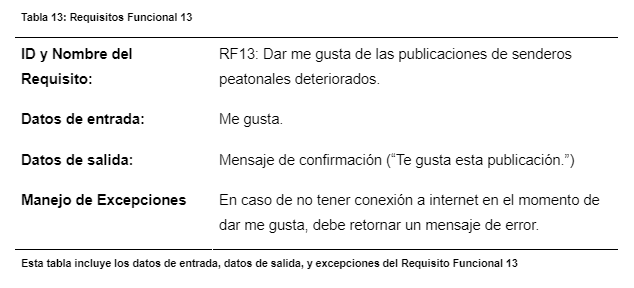 Tabla 13: Requisitos Funcional 13
ID y Nombre del RF13: Dar me gusta de las publicaciones de senderos
Requisito: peatonales deteriorados.
Datos de entrada: Me gusta.
Datos de salida: Mensaje de confirmación (“Te gusta esta publicación.”)
Manejo de Excepciones En caso de no tener conexión a internet en el momento de
dar me gusta, debe retornar un mensaje de error.
Esta tabla incluye los datos de entrada, datos de salida, y excepciones del Requisito Funcional 13